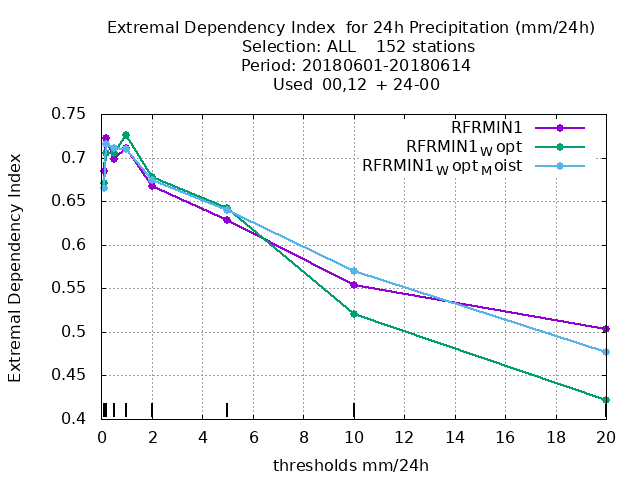 Extremal Dependency Index  for 24h Precipitation (mm/24h)
Selection: ALL    152 stations
Period: 20180601-20180614
Used  00,12  + 24-00
RFRMIN1
RFRMIN1W opt
RFRMIN1W optM oist
Extremal Dependency Index
0.75
0.7
0.65
0.6
0.55
0.5
0.45
0.4
0 2 4 6 8 10 12 14 16 18 20
thresholds mm/24h